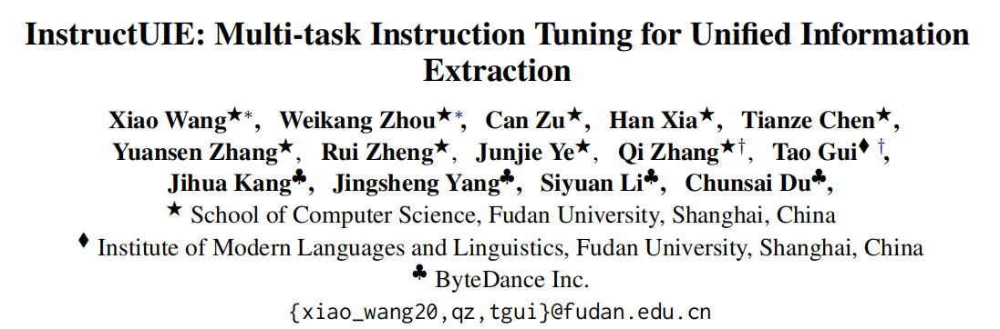 InstructUIE: Multi-task Instruction Tuning for Unified Information
Extraction
Xiao Wang★*, Weikang Zhou★*, Can Zu★, Han Xia★, Tianze Chen★,
Yuansen Zhang★, Rui Zheng★, Junjie Ye★, Qi Zhang★†, Tao Gui♦ †,
Jihua Kang♣, Jingsheng Yang♣, Siyuan Li♣, Chunsai Du♣,
★ School of Computer Science, Fudan University, Shanghai, China
♦ Institute of Modern Languages and Linguistics, Fudan University, Shanghai, China
♣ ByteDance Inc.
{xiao_wang20,qz,tgui}@fudan.edu.cn